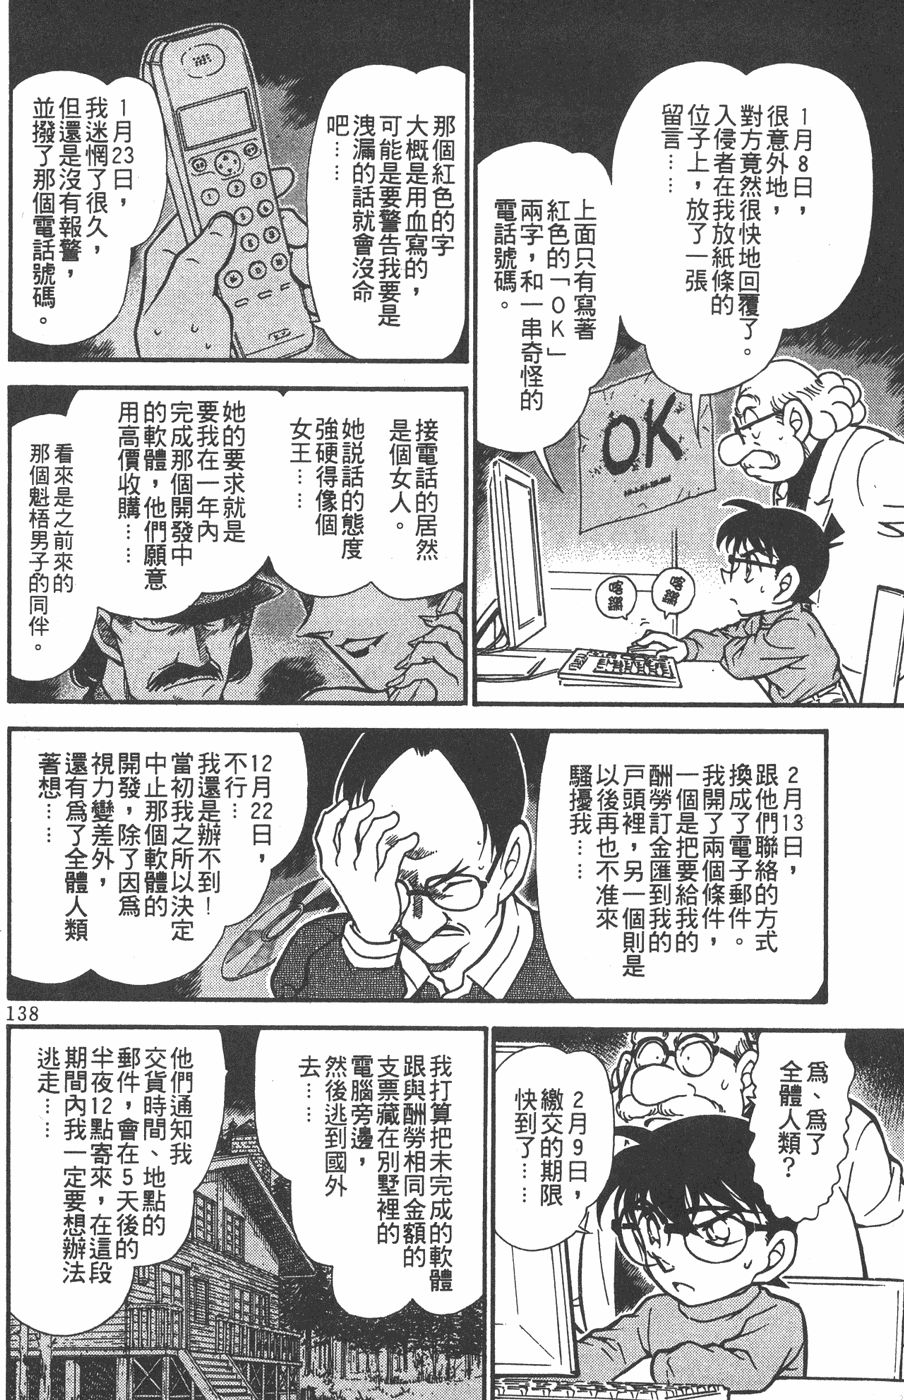 1月8日，
很意外地，
對方竟然很快地回覆了。
入侵者在我放紙條的
位子上，放了一張
留言⋯⋯
上面只有寫著
紅色的「OK」
兩字，和一串奇怪的
電話號碼。
OK
喀鏘
喀鏘
那個紅色的字
大概是用血寫的，
可能是要警告我要是
洩漏的話就會沒命
吧⋯⋯
1月23日，
我迷惘了很久，
但還是沒有報警，
並撥了那個電話號碼。
接電話的居然
是個女人。
她説話的態度
強硬得像個
女王⋯⋯
她的要求就是
要我在一年內
完成那個開發中
的軟體，他們願意
用高價收購⋯⋯
看來是之前來的
那個魁梧男子的同伴。
2月13日，
跟他們聯絡的方式
換成了電子郵件。
我開了兩個條件，
一個是把要給我的
酬勞訂金匯到我的
戶頭裡，另一個則是
以後再也不准來
騷擾我⋯⋯
12月22日，
不行⋯
我還是辦不到！
當初我之所以決定
中止那個軟體的
開發，除了因為
視力變差外，
還有為了全體人類
著想⋯⋯
138
為、為了
全體人類？
2月9日，
繳交的期限
快到了⋯⋯
我打算把未完成的軟體
跟與酬勞相同金額的
支票藏在別墅裡的
電腦旁邊，
然後逃到國外
去⋯⋯
他們通知我
交貨時間、地點的
郵件，會在5天後的
半夜12點寄來，在這段
期間內我一定要想辦法
逃走⋯⋯